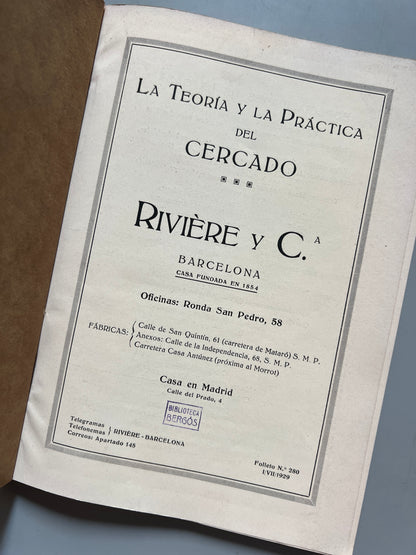 LA TEORÍA Y LA PRÁCTICA
DEL
CERCADO
RIVIÈRE Y C.A
BARCELONA
CASA FUNDADA EN 1854
Oficinas: Ronda San Pedro, 58
FÁBRICAS:
Calle de San Quintín, 61 (carretera de Mataró) S. M. P.
Anexos: Calle de la Independencia, 68, S. M. P.
Carretera Casa Antúnez (próxima al Morrot)
Casa en Madrid
Calle del Prado, 4
BIBLIOTECA
BERGÓS
Telegramas
Telefonemas
RIVIÈRE - BARCELONA
Correos: Apartado 145
Folleto N.º 280
1/VII/1929